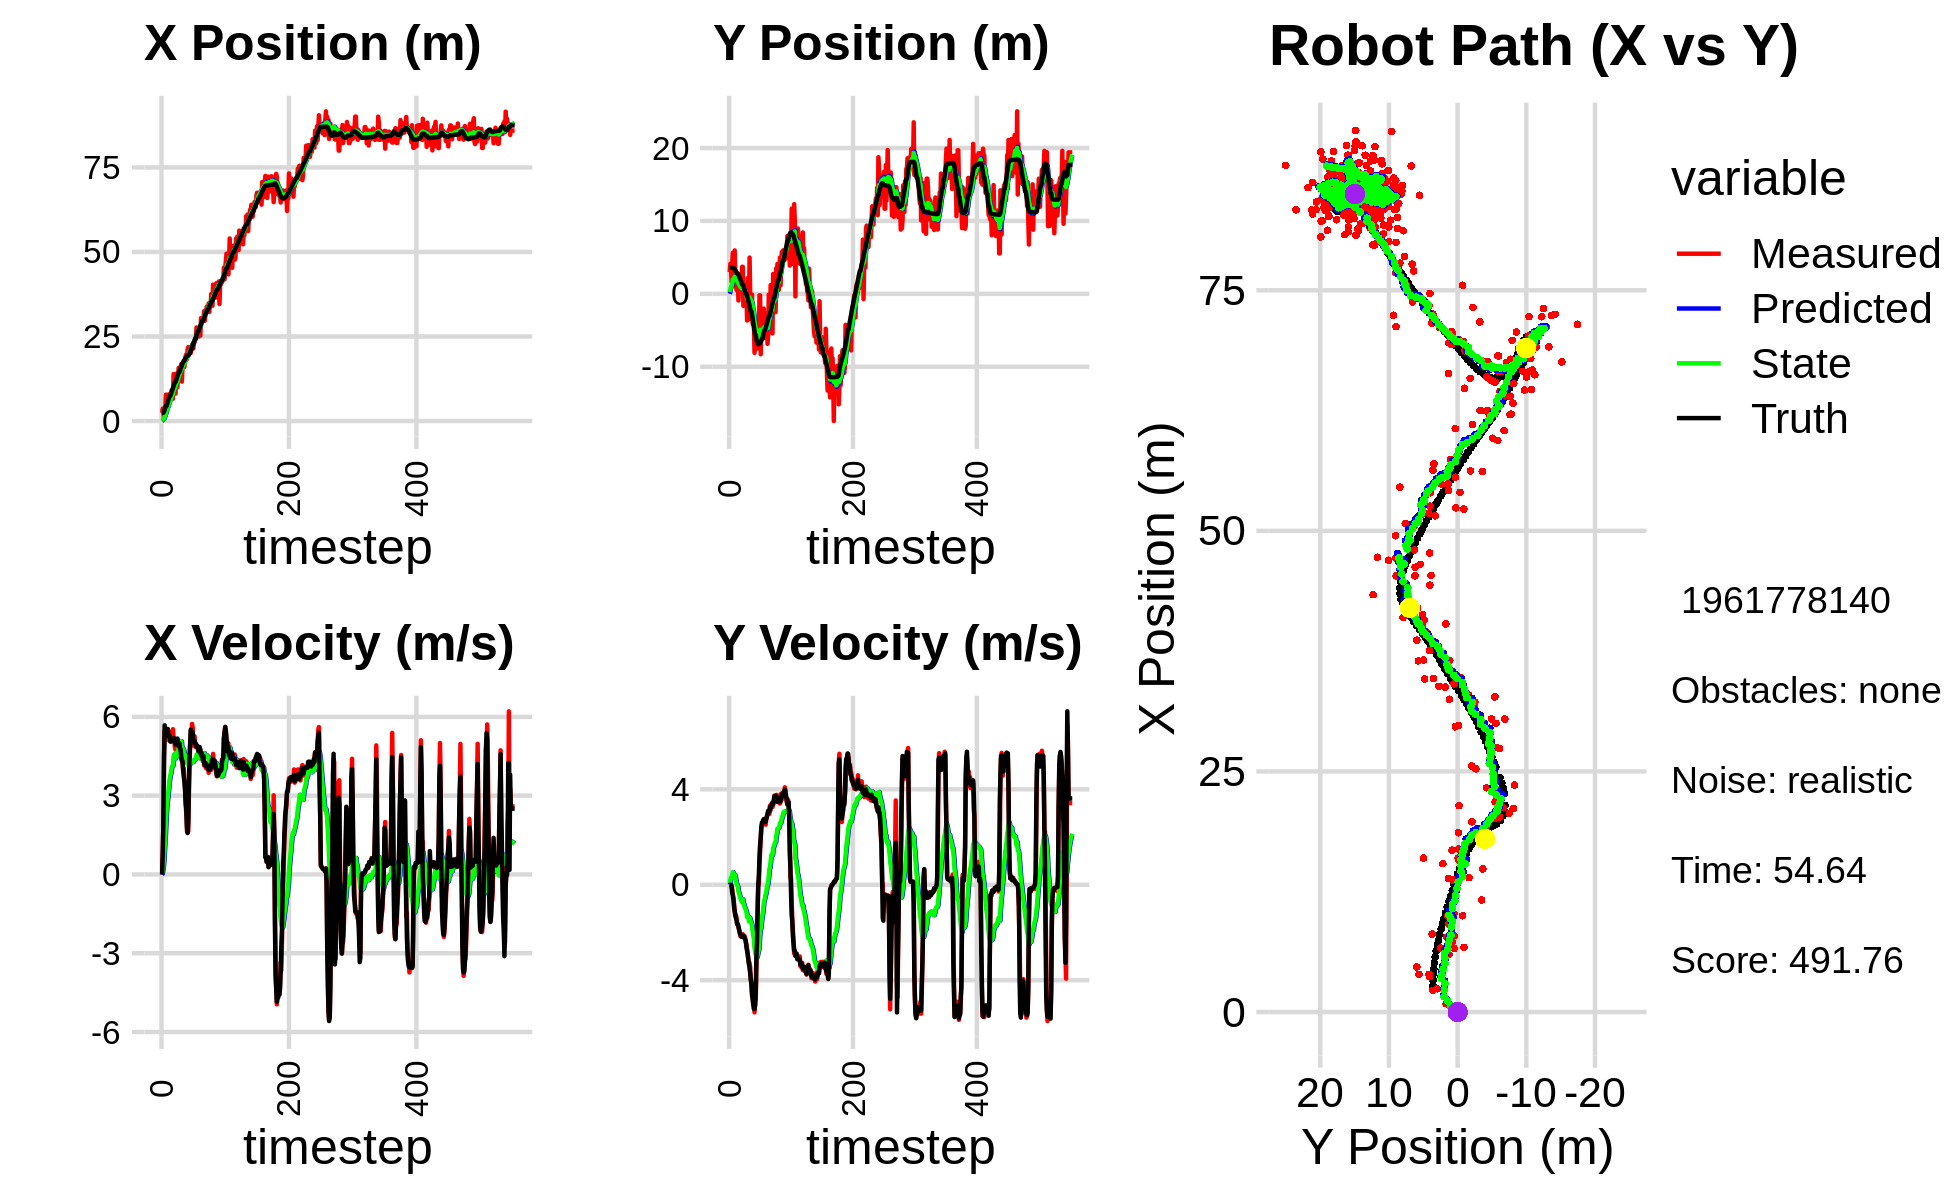 X Position (m)
75
50
25
0
0
200
400
timestep
Y Position (m)
20
10
0
-10
0
200
400
timestep
X Velocity (m/s)
6
3
0
-3
-6
0
200
400
timestep
Y Velocity (m/s)
4
0
-4
0
200
400
timestep
Robot Path (X vs Y)
X Position (m)
75
50
25
0
20 10 0 -10 -20
Y Position (m)
variable
Measured
Predicted
State
Truth
1961778140
Obstacles: none
Noise: realistic
Time: 54.64
Score: 491.76